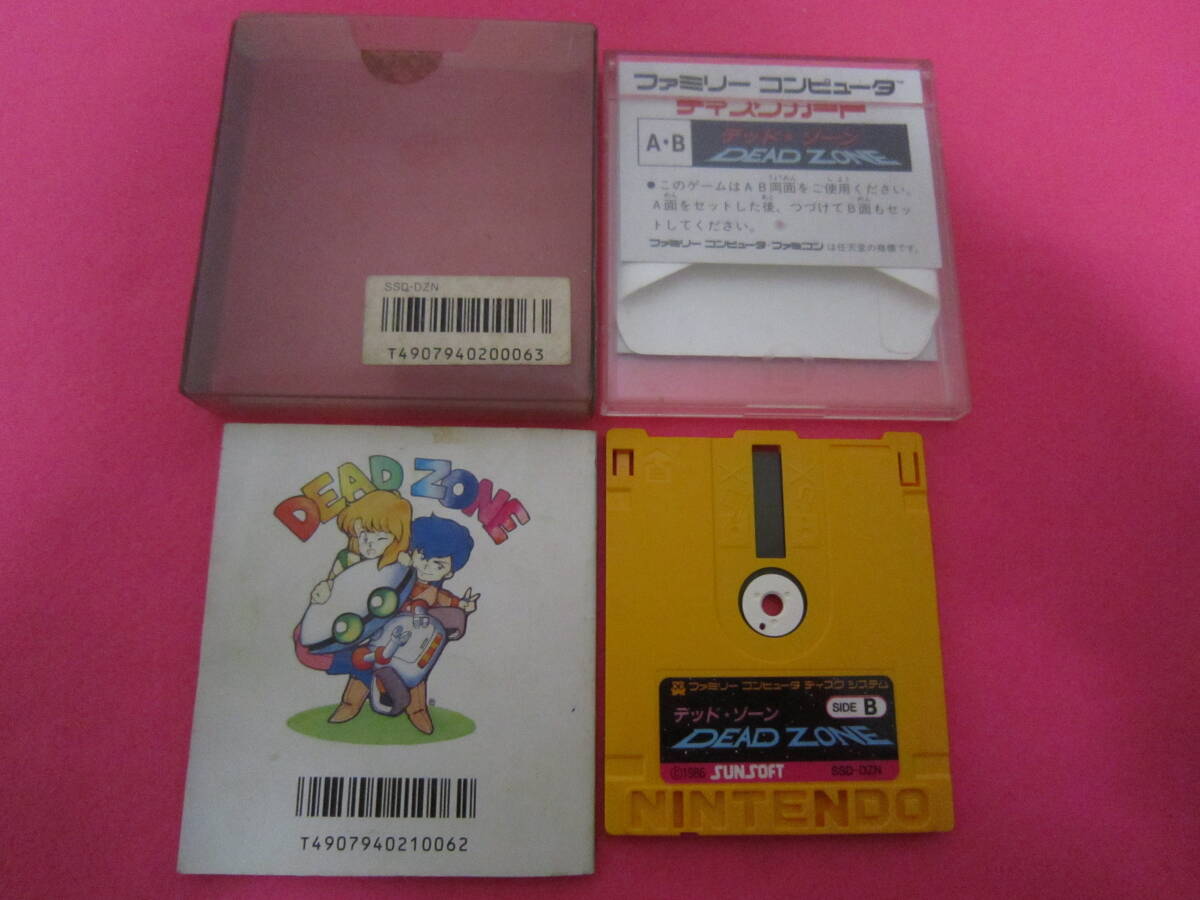 SSD-DZN
T4907940200063
ファミリー コンピュータ™
ディスクカード
A・B
デッド・ゾーン
DEAD ZONE
●このゲームはAB両面をご使用ください。
A面をセットした後、つづけてB面もセッ
トしてください。
ファミリー コンピュータ・ファミコン は任天堂の商標です。
DEAD ZONE
T4907940210062
ファミリー コンピュータ ディスク システム
デッド・ゾーン
SIDE B
DEAD ZONE
©1986 SUNSOFT SSD-DZN
NINTENDO